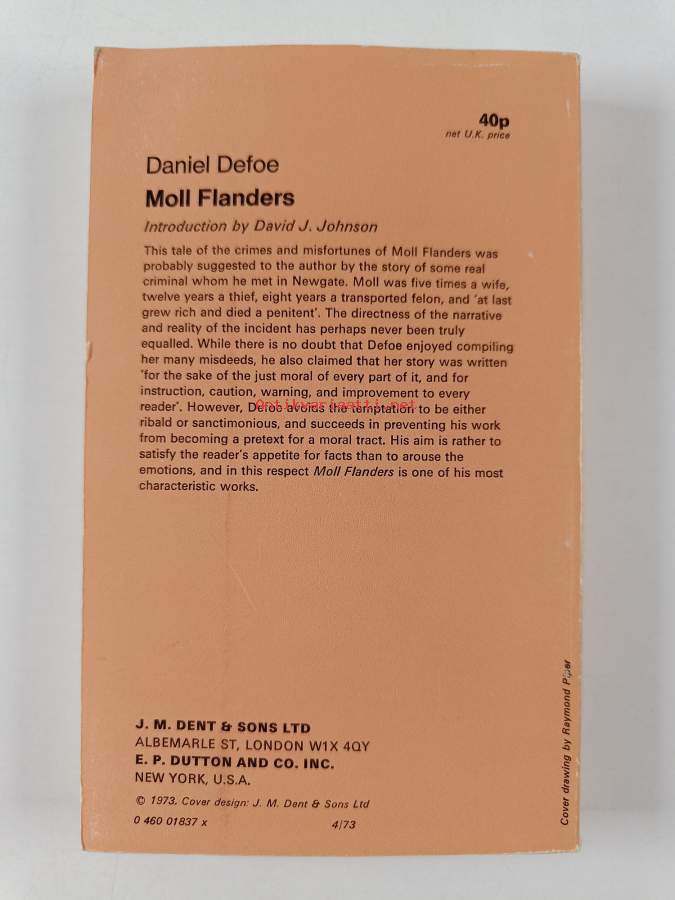 40p
net U.K. price
Daniel Defoe
Moll Flanders
Introduction by David J. Johnson
This tale of the crimes and misfortunes of Moll Flanders was
probably suggested to the author by the story of some real
criminal whom he met in Newgate. Moll was five times a wife,
twelve years a thief, eight years a transported felon, and 'at last
grew rich and died a penitent'. The directness of the narrative
and reality of the incident has perhaps never been truly
equalled. While there is no doubt that Defoe enjoyed compiling
her many misdeeds, he also claimed that her story was written
'for the sake of the just moral of every part of it, and for
instruction, caution, warning, and improvement to every
reader'. However, Defoe avoids the temptation to be either
Antikvariaatti.net
ribald or sanctimonious, and succeeds in preventing his work
from becoming a pretext for a moral tract. His aim is rather to
satisfy the reader's appetite for facts than to arouse the
emotions, and in this respect Moll Flanders is one of his most
characteristic works.
J. M. DENT & SONS LTD
ALBEMARLE ST, LONDON W1X 4QY
E. P. DUTTON AND CO. INC.
NEW YORK, U.S.A.
© 1973. Cover design: J. M. Dent & Sons Ltd
0 460 01837 x
4/73
Cover drawing by Raymond Piper